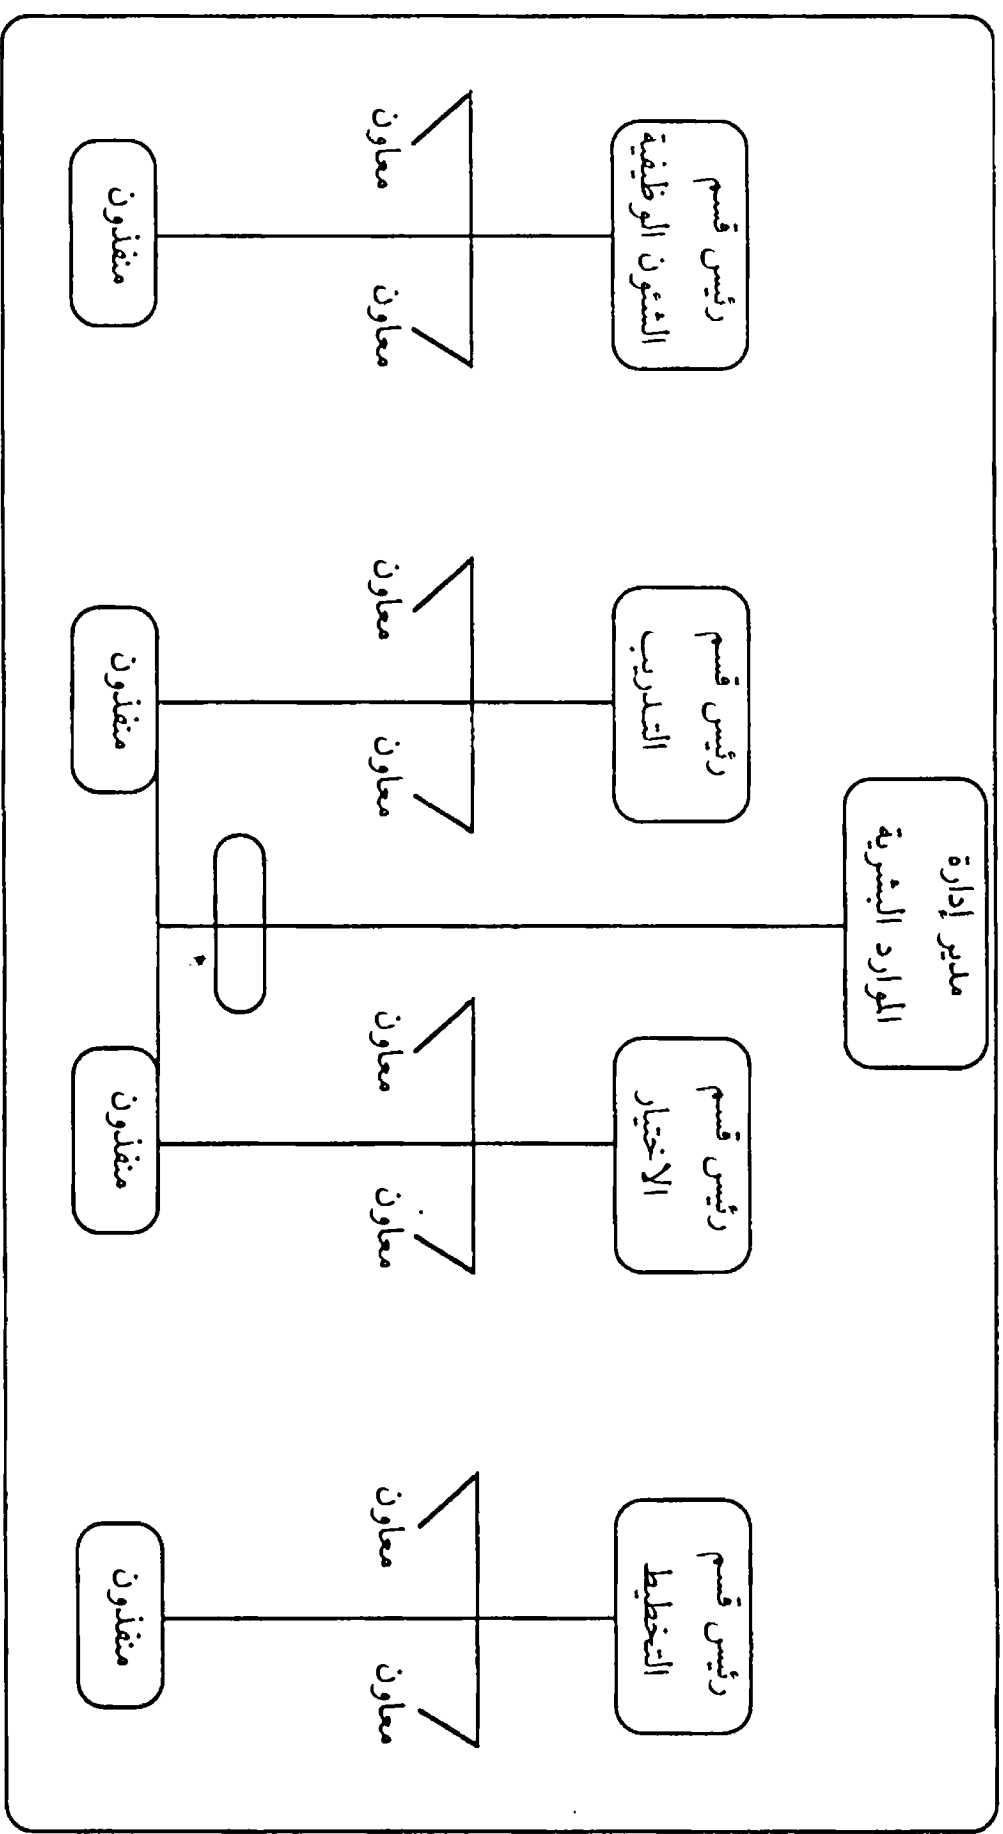 مدير إدارة
الموارد البشرية
رئيس قسم
التخطيط
رئيس قسم
الاختيار
رئيس قسم
التدريب
رئيس قسم
الشئون الوظيفية
معاون
معاون
معاون
معاون
معاون
معاون
معاون
معاون
منفذون
منفذون
منفذون
منفذون